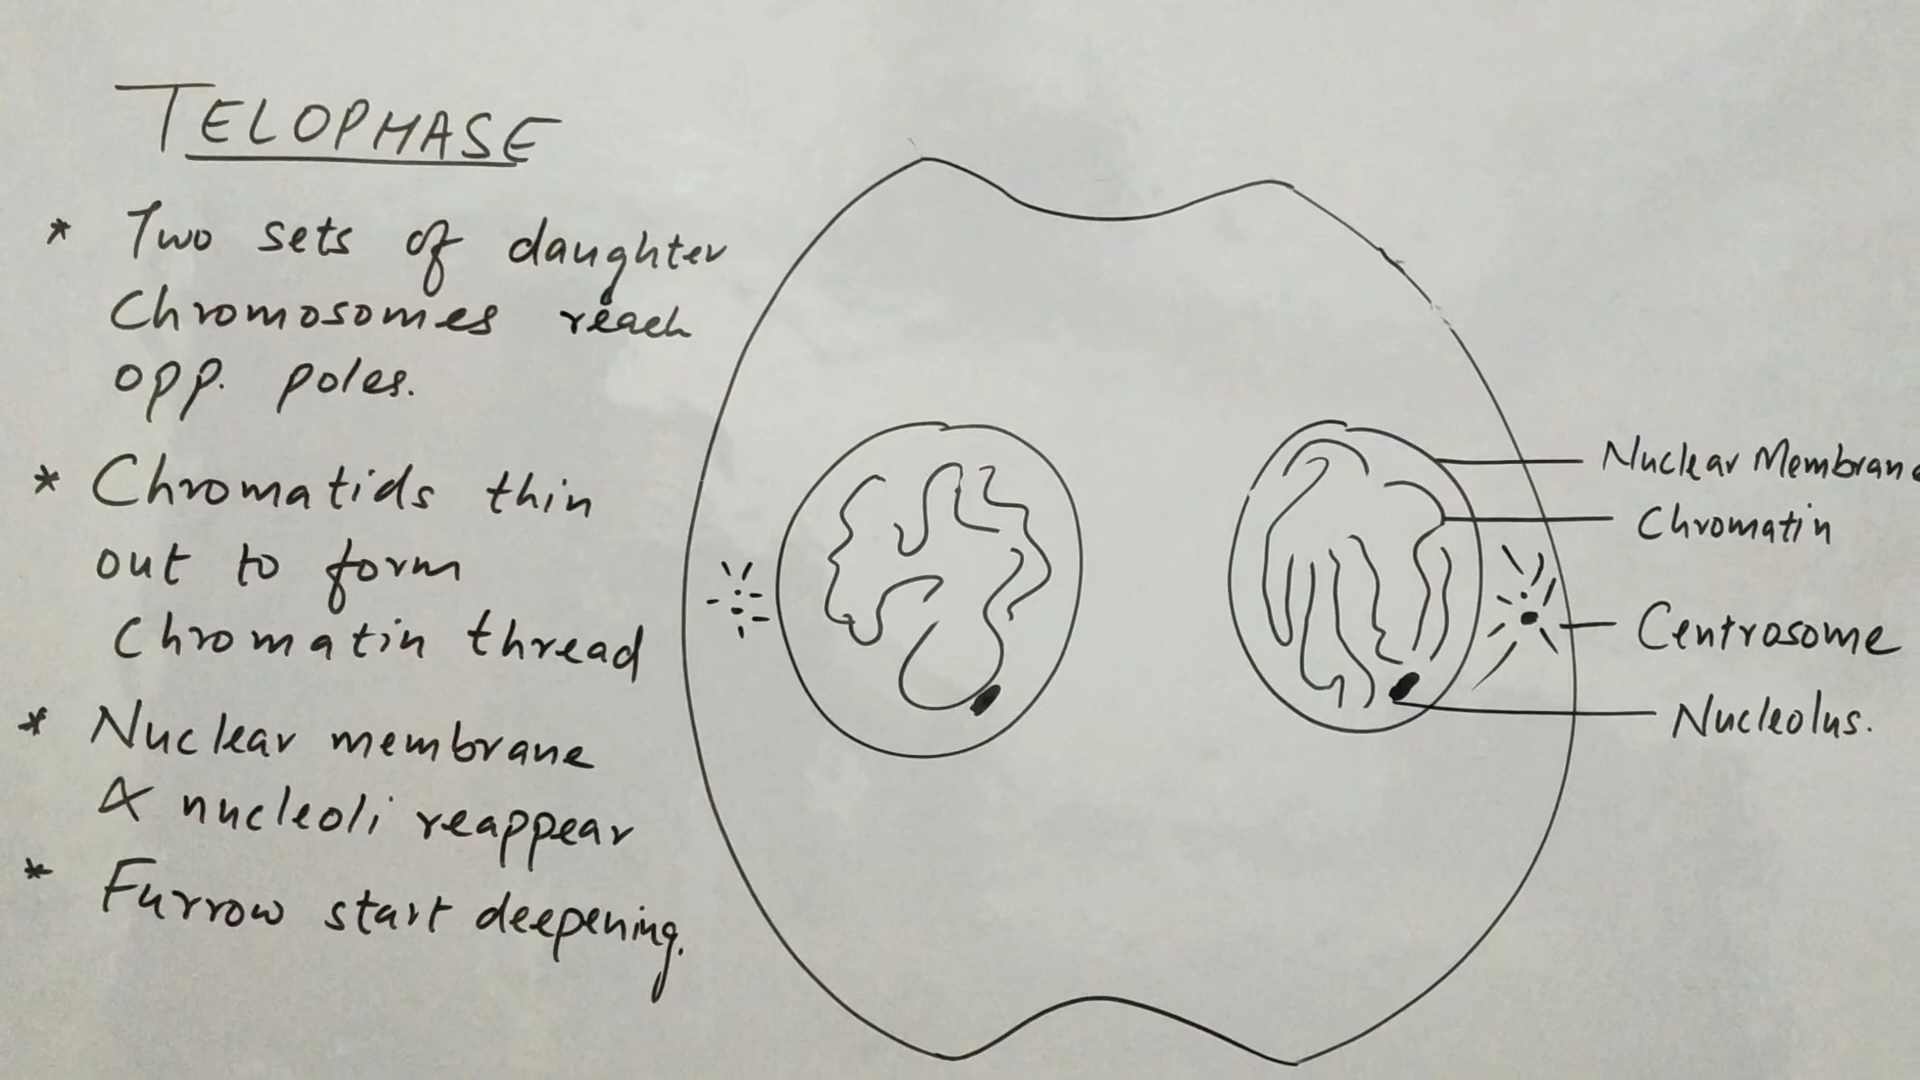 TELOPHASE
* Two sets of daughter
Chromosomes reach
opp. poles.
* Chromatids thin
out to form
Chromatin thread
* Nuclear membrane
& nucleoli reappear
* Furrow start deepening.
Nuclear Membrane
Chromatin
Centrosome
Nucleolus.